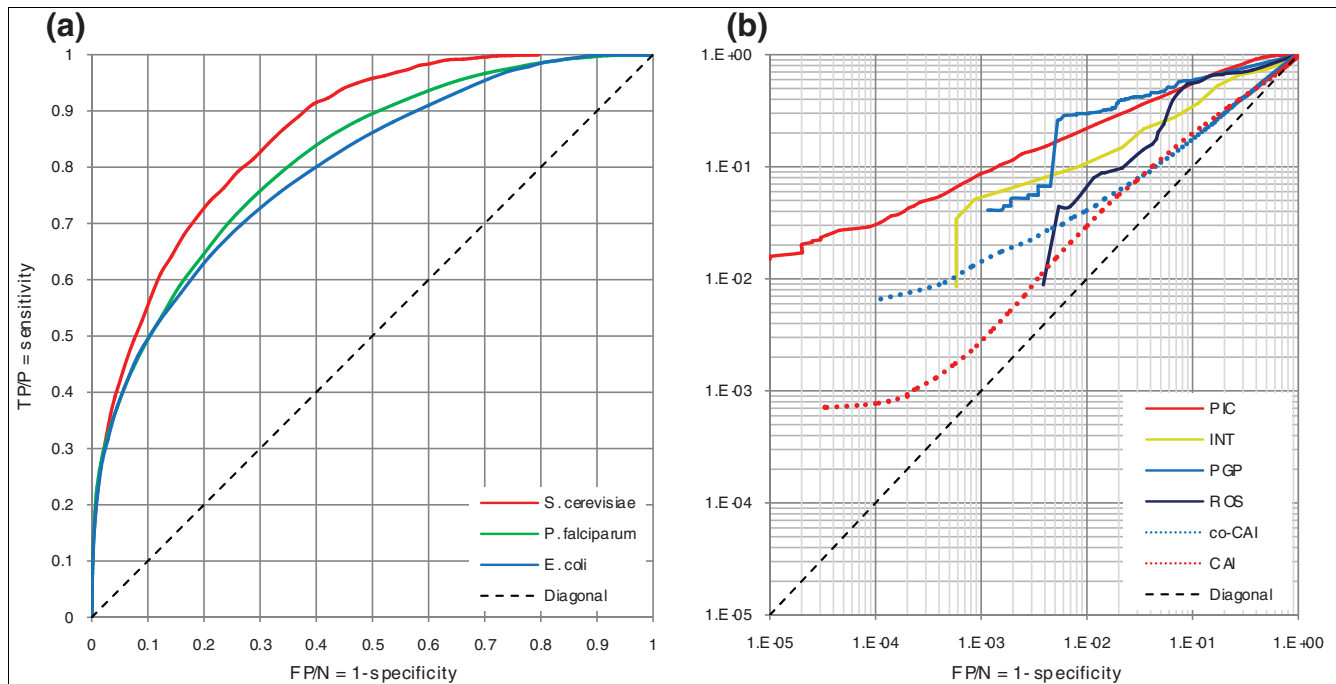 (a)
1
0.9
0.8
0.7
0.6
0.5
0.4
0.3
0.2
0.1
0
TP/P = sensitivity
S. cerevisiae
P. falciparum
E. coli
Diagonal
0 0.1 0.2 0.3 0.4 0.5 0.6 0.7 0.8 0.9 1
FP/N = 1-specificity
(b)
1.E+00
1.E-01
1.E-02
1.E-03
1.E-04
1.E-05
PIC
INT
PGP
ROS
co-CAI
CAI
Diagonal
1.E-05 1.E-04 1.E-03 1.E-02 1.E-01 1.E+00
FP/N = 1- specificity